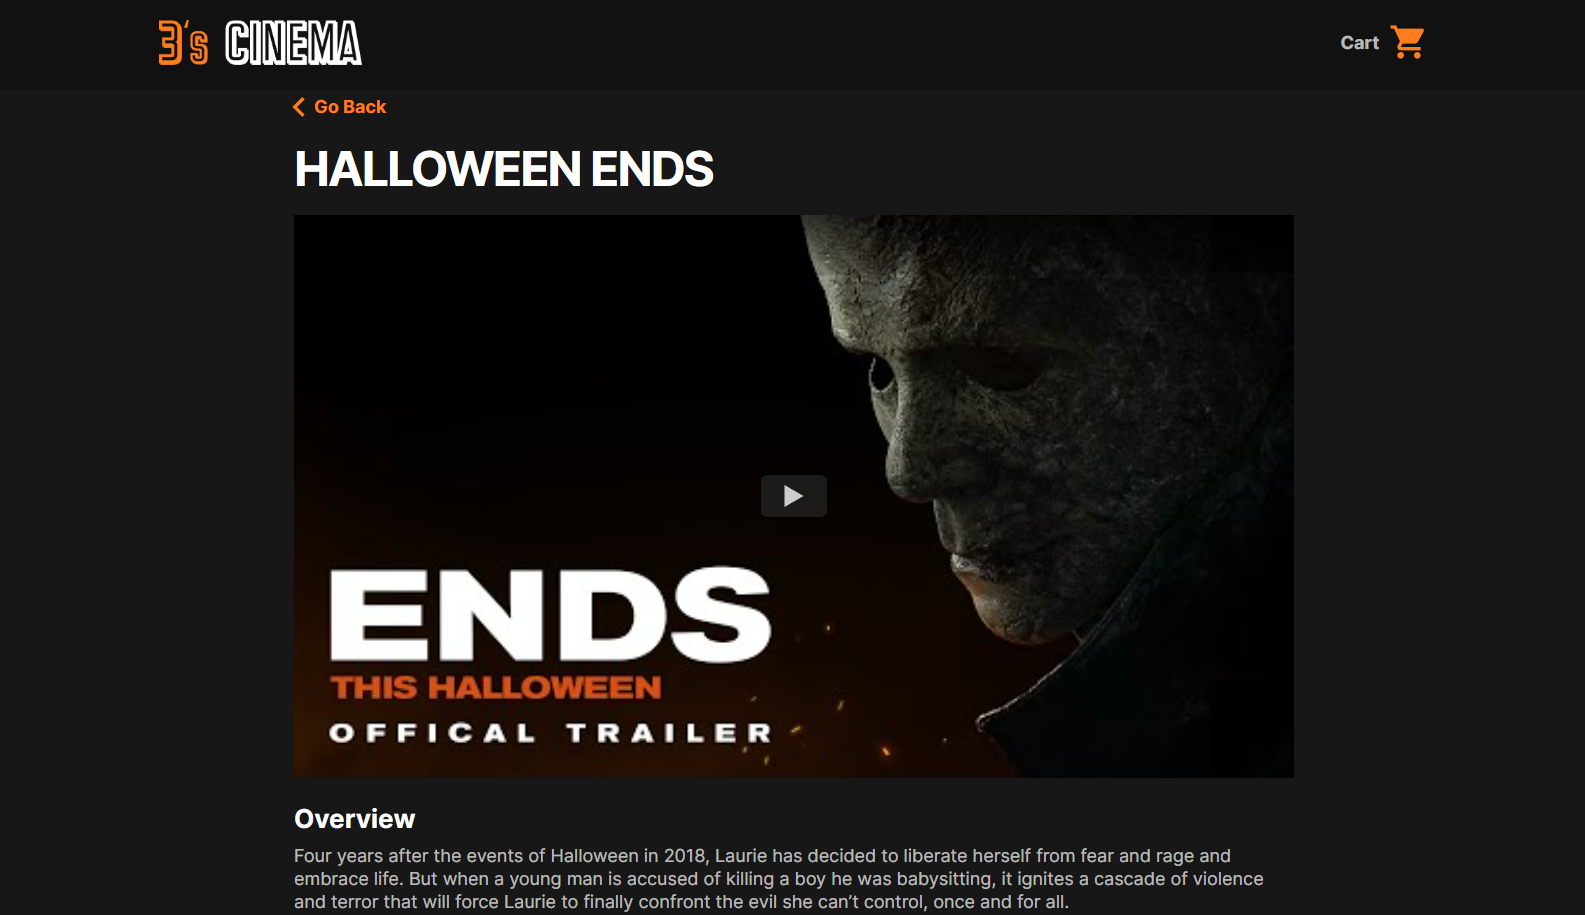 3's CINEMA
Cart
Go Back
HALLOWEEN ENDS
ENDS
THIS HALLOWEEN
OFFICAL TRAILER
Overview
Four years after the events of Halloween in 2018, Laurie has decided to liberate herself from fear and rage and
embrace life. But when a young man is accused of killing a boy he was babysitting, it ignites a cascade of violence
and terror that will force Laurie to finally confront the evil she can’t control, once and for all.